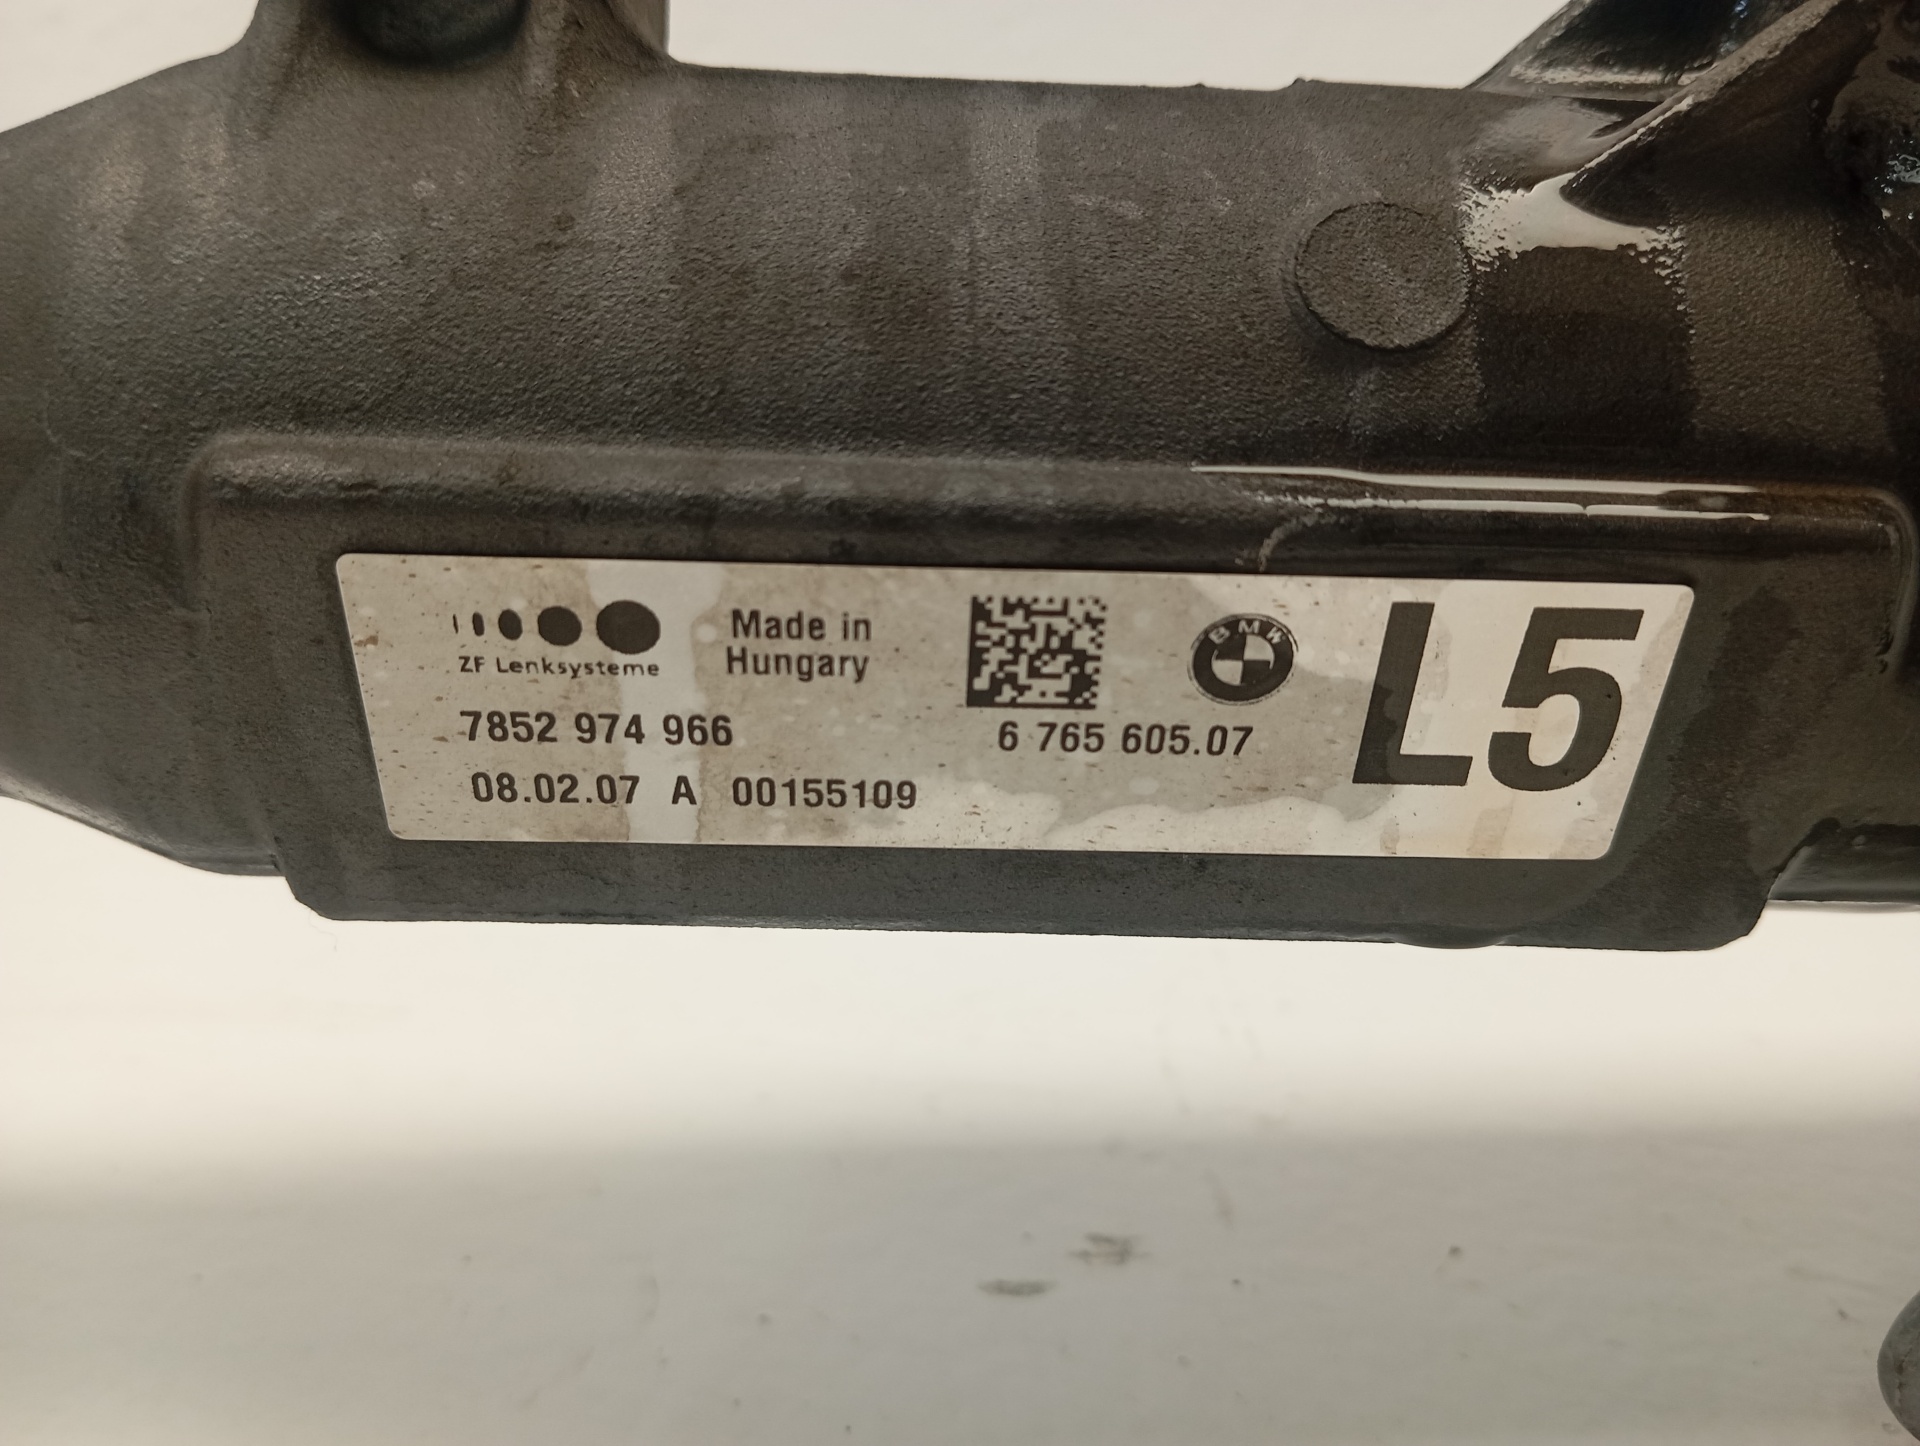 ZF Lenksysteme
Made in
Hungary
BMW
L5
7852 974 966
6 765 605.07
08.02.07 A 00155109